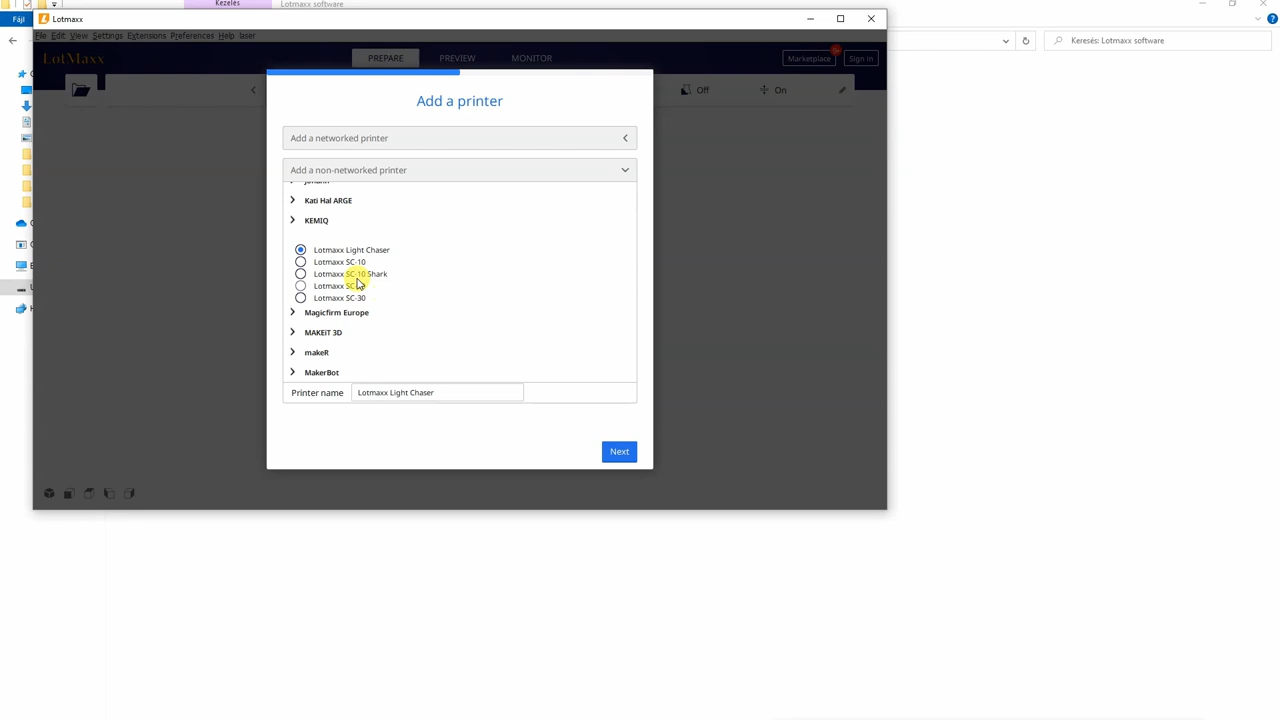 Kezelés
Lotmaxx software
Fájl
Lotmaxx
Keresés: Lotmaxx software
File Edit View Settings Extensions Preferences Help laser
LotMaxx
PREPARE
PREVIEW
MONITOR
Marketplace
Sign in
Off
On
Add a printer
Add a networked printer
Add a non-networked printer
Kati Hal ARGE
KEMIQ
Lotmaxx Light Chaser
Lotmaxx SC-10
Lotmaxx SC-10 Shark
Lotmaxx
Lotmaxx SC-30
Magicfirm Europe
MAKEiT 3D
makeR
MakerBot
Printer name
Lotmaxx Light Chaser
Next